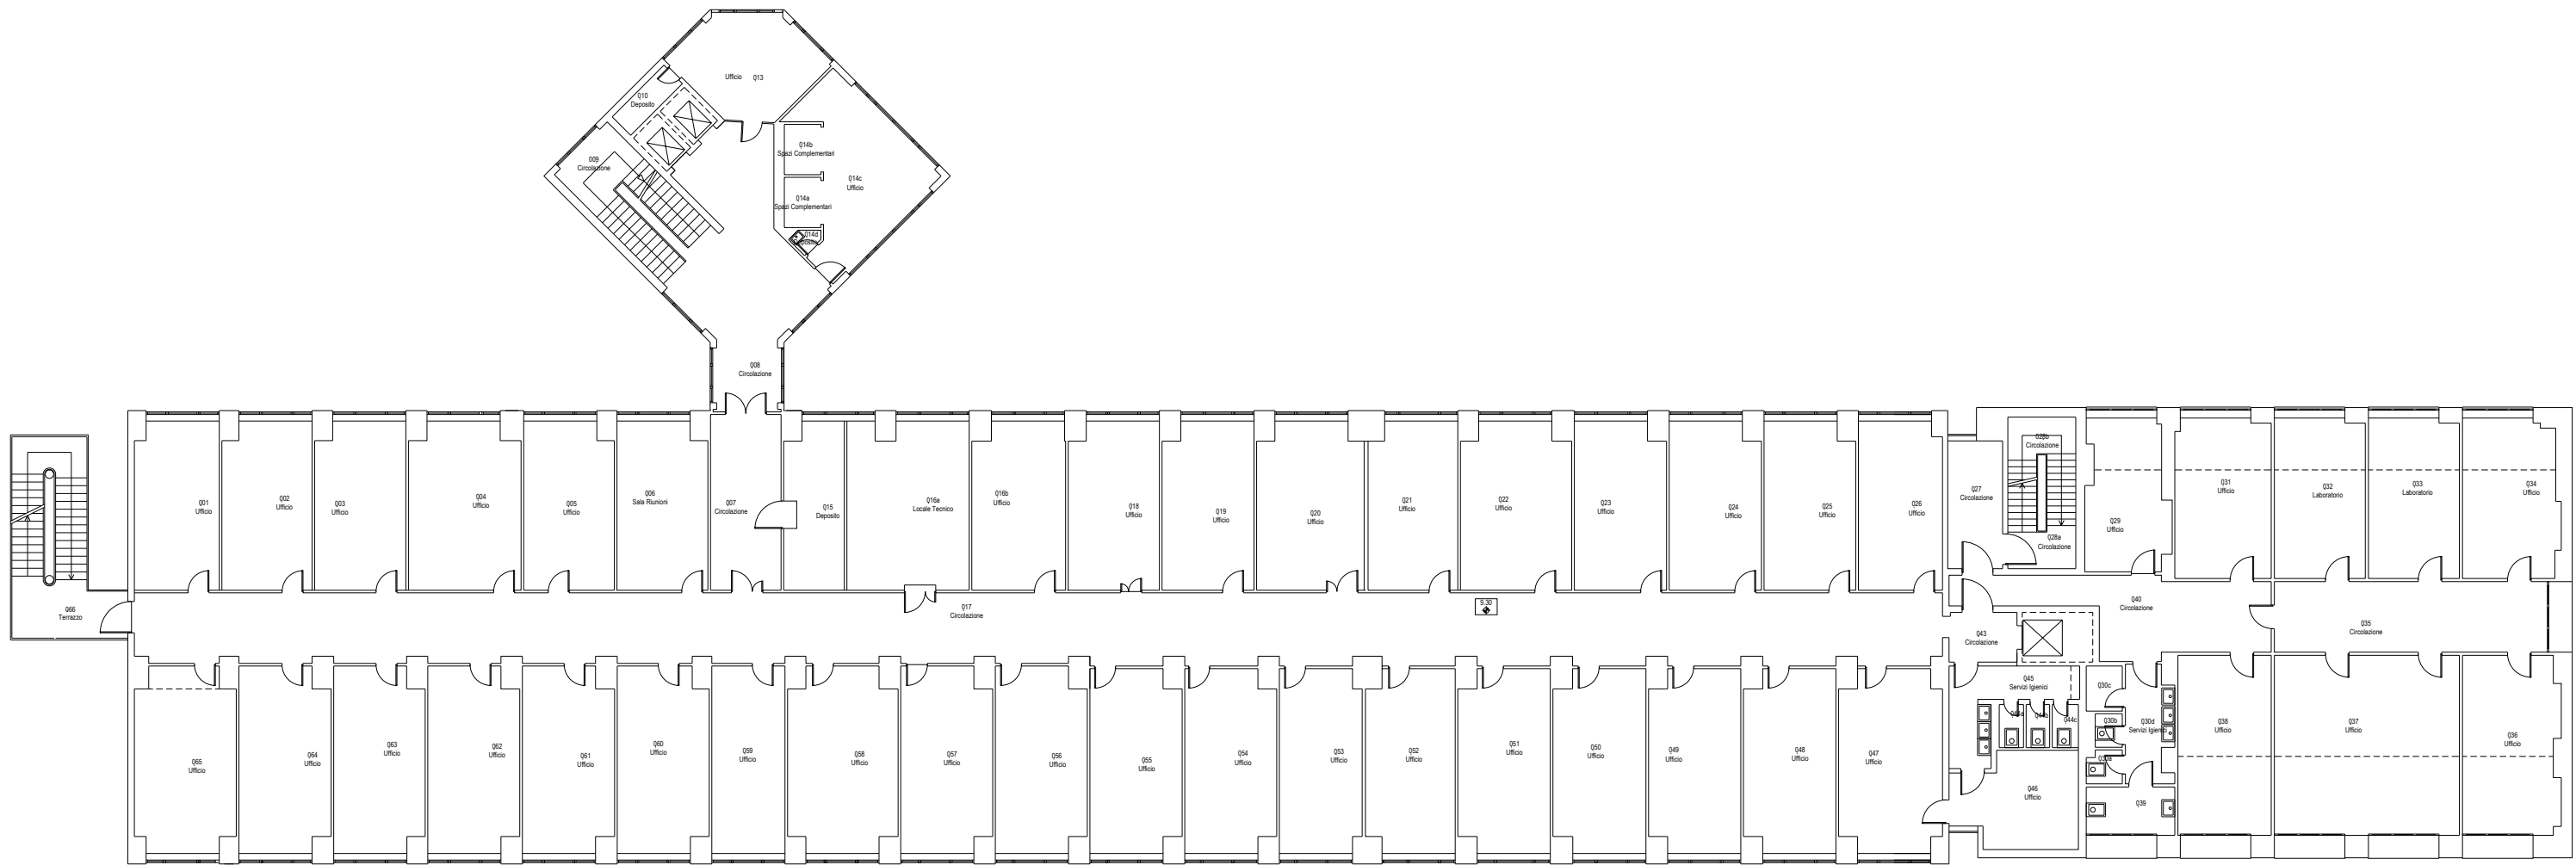 Ufficio Q13
Q10
Deposito
Q09
Circolazione
Q14b
Spazi Complementari
Q14c
Ufficio
Q14a
Spazi Complementari
Q14d
Deposito
Q08
Circolazione
Q01
Ufficio
Q02
Ufficio
Q03
Ufficio
Q04
Ufficio
Q05
Ufficio
Q06
Sala Riunioni
Q07
Circolazione
Q15
Deposito
Q16a
Locale Tecnico
Q16b
Ufficio
Q18
Ufficio
Q19
Ufficio
Q20
Ufficio
Q21
Ufficio
Q22
Ufficio
Q23
Ufficio
Q24
Ufficio
Q25
Ufficio
Q26
Ufficio
Q27
Circolazione
Q28b
Circolazione
Q28a
Circolazione
Q29
Ufficio
Q31
Ufficio
Q32
Laboratorio
Q33
Laboratorio
Q34
Ufficio
Q66
Terrazzo
Q17
Circolazione
9.30
Q43
Circolazione
Q40
Circolazione
Q35
Circolazione
Q65
Ufficio
Q64
Ufficio
Q63
Ufficio
Q62
Ufficio
Q61
Ufficio
Q60
Ufficio
Q59
Ufficio
Q58
Ufficio
Q57
Ufficio
Q56
Ufficio
Q55
Ufficio
Q54
Ufficio
Q53
Ufficio
Q52
Ufficio
Q51
Ufficio
Q50
Ufficio
Q49
Ufficio
Q48
Ufficio
Q47
Ufficio
Q45
Servizi Igienici
Q44a
Q44b
Q44c
Q46
Ufficio
Q30c
Q30b
Q30d
Servizi Igienici
Q30a
Q39
Q38
Ufficio
Q37
Ufficio
Q36
Ufficio